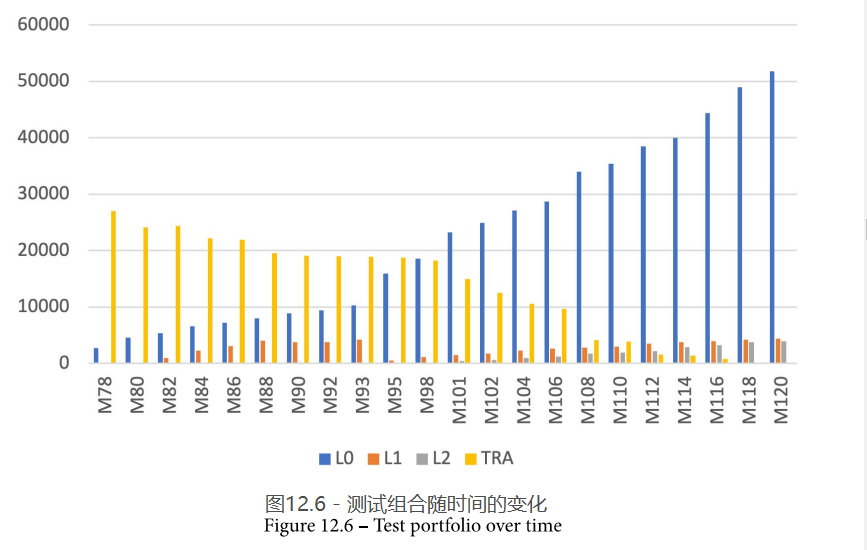 60000
50000
40000
30000
20000
10000
0
M78 M80 M82 M84 M86 M88 M90 M92 M93 M95 M98 M101 M102 M104 M106 M108 M110 M112 M114 M116 M118 M120
L0 L1 L2 TRA
图12.6 - 测试组合随时间的变化
Figure 12.6 – Test portfolio over time